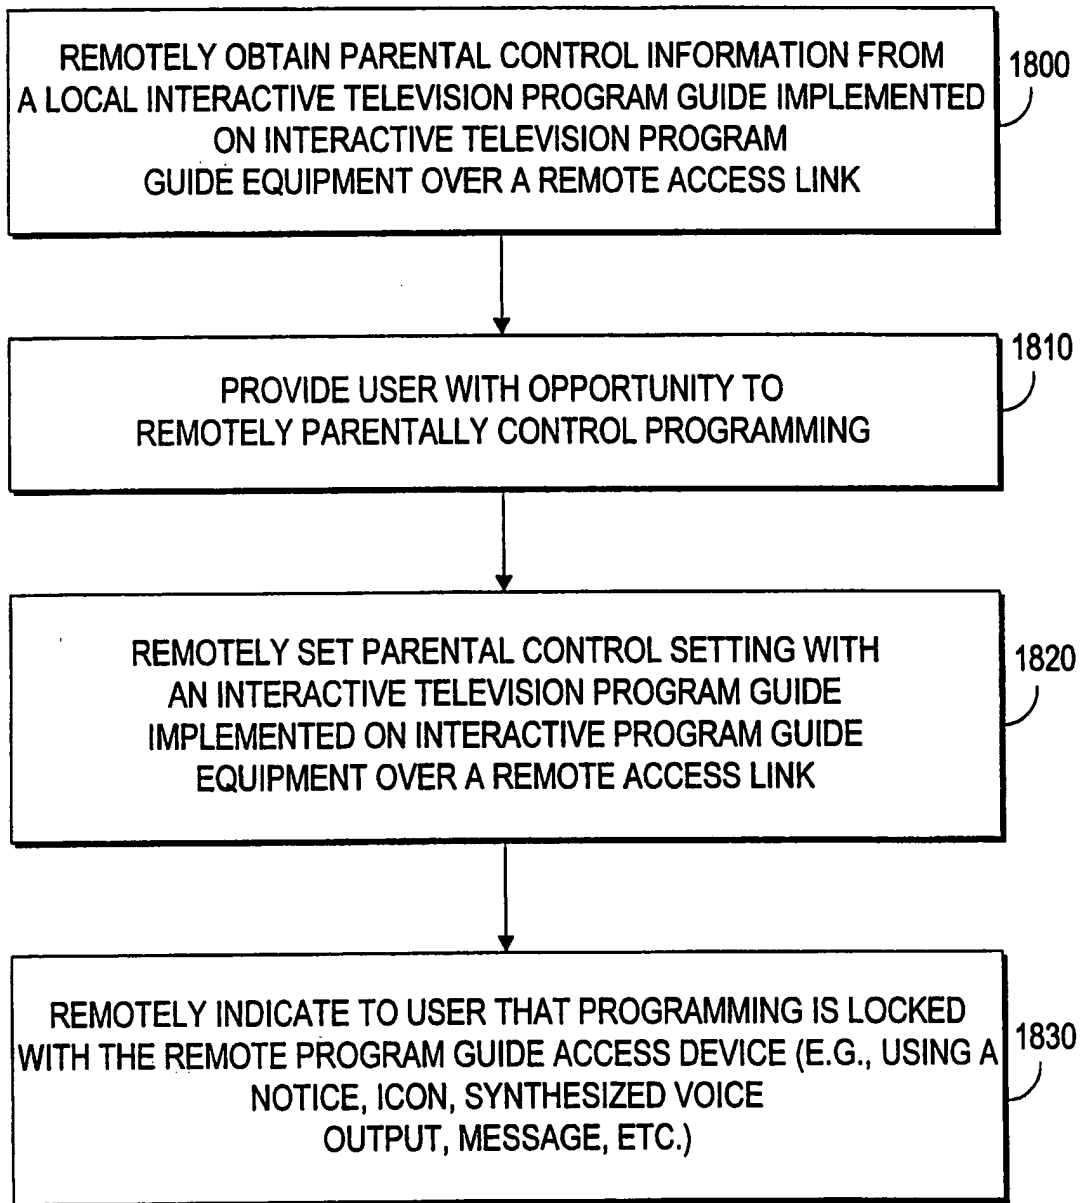 REMOTELY OBTAIN PARENTAL CONTROL INFORMATION FROM
A LOCAL INTERACTIVE TELEVISION PROGRAM GUIDE IMPLEMENTED
ON INTERACTIVE TELEVISION PROGRAM
GUIDE EQUIPMENT OVER A REMOTE ACCESS LINK
1800
PROVIDE USER WITH OPPORTUNITY TO
REMOTELY PARENTALLY CONTROL PROGRAMMING
1810
REMOTELY SET PARENTAL CONTROL SETTING WITH
AN INTERACTIVE TELEVISION PROGRAM GUIDE
IMPLEMENTED ON INTERACTIVE PROGRAM GUIDE
EQUIPMENT OVER A REMOTE ACCESS LINK
1820
REMOTELY INDICATE TO USER THAT PROGRAMMING IS LOCKED
WITH THE REMOTE PROGRAM GUIDE ACCESS DEVICE (E.G., USING A
NOTICE, ICON, SYNTHESIZED VOICE
OUTPUT, MESSAGE, ETC.)
1830